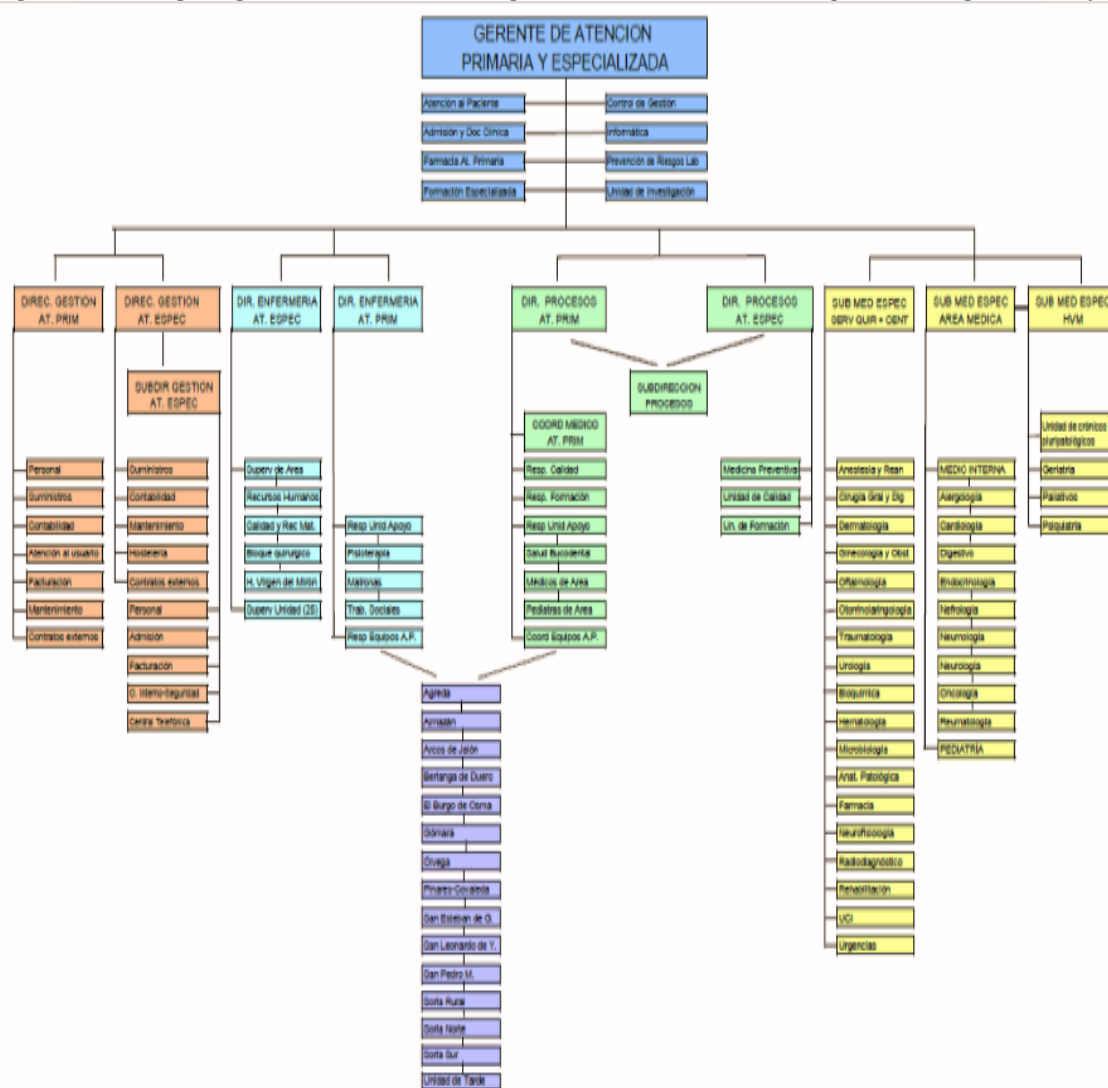 GERENTE DE ATENCION
PRIMARIA Y ESPECIALIZADA
Atención al Paciente
Control de Gestión
Admisión y Doc Clínica
Informática
Farmacia At. Primaria
Prevención de Riesgos Lab
Formación Especializada
Unidad de Investigación
DIREC. GESTION
AT. PRIM
DIREC. GESTION
AT. ESPEC
DIR. ENFERMERIA
AT. ESPEC
DIR. ENFERMERIA
AT. PRIM
DIR. PROCESOS
AT. PRIM
DIR. PROCESOS
AT. ESPEC
SUB MED ESPEC
SERV QUIR + CENT
SUB MED ESPEC
AREA MEDICA
SUB MED ESPEC
HVM
SUBDIR GESTION
AT. ESPEC
SUBDIRECCION
PROCESOS
COORD MEDICO
AT. PRIM
Personal
Suministros
Contabilidad
Atención al usuario
Facturación
Mantenimiento
Contratos externos
Suministros
Contabilidad
Mantenimiento
Hostelería
Contratos externos
Personal
Admisión
Facturación
G. Interno-Seguridad
Central Telefónica
Superv de Area
Recursos Humanos
Calidad y Rec Mat.
Bloque quirurgico
H. Virgen del Mirón
Superv Unidad (25)
Resp Unid Apoyo
Fisioterapia
Matronas
Trab. Sociales
Resp Equipos A.P.
Resp. Calidad
Resp. Formación
Resp Unid Apoyo
Salud Bucodental
Médicos de Area
Pediatras de Area
Coord Equipos A.P.
Agreda
Almazán
Arcos de Jalón
Berlanga de Duero
El Burgo de Osma
Gómara
Ólvega
Pinares-Covaleda
San Esteban de G.
San Leonardo de Y.
San Pedro M.
Soria Rural
Soria Norte
Soria Sur
Unidad de Tarde
Medicina Preventiva
Unidad de Calidad
Un. de Formación
Anestesia y Rean
Cirugía Gral y Dig
Dermatología
Ginecología y Obst
Oftalmología
Otorrinolaringología
Traumatología
Urología
Bioquímica
Hematología
Microbiología
Anat. Patológica
Farmacia
Neurofisiología
Radiodiagnóstico
Rehabilitación
UCI
Urgencias
MEDIC INTERNA
Alergología
Cardiología
Digestivo
Endocrinología
Nefrología
Neumología
Neurología
Oncología
Reumatología
PEDIATRÍA
Unidad de crónicos
pluripatológicos
Geriatría
Paliativos
Psiquiatría